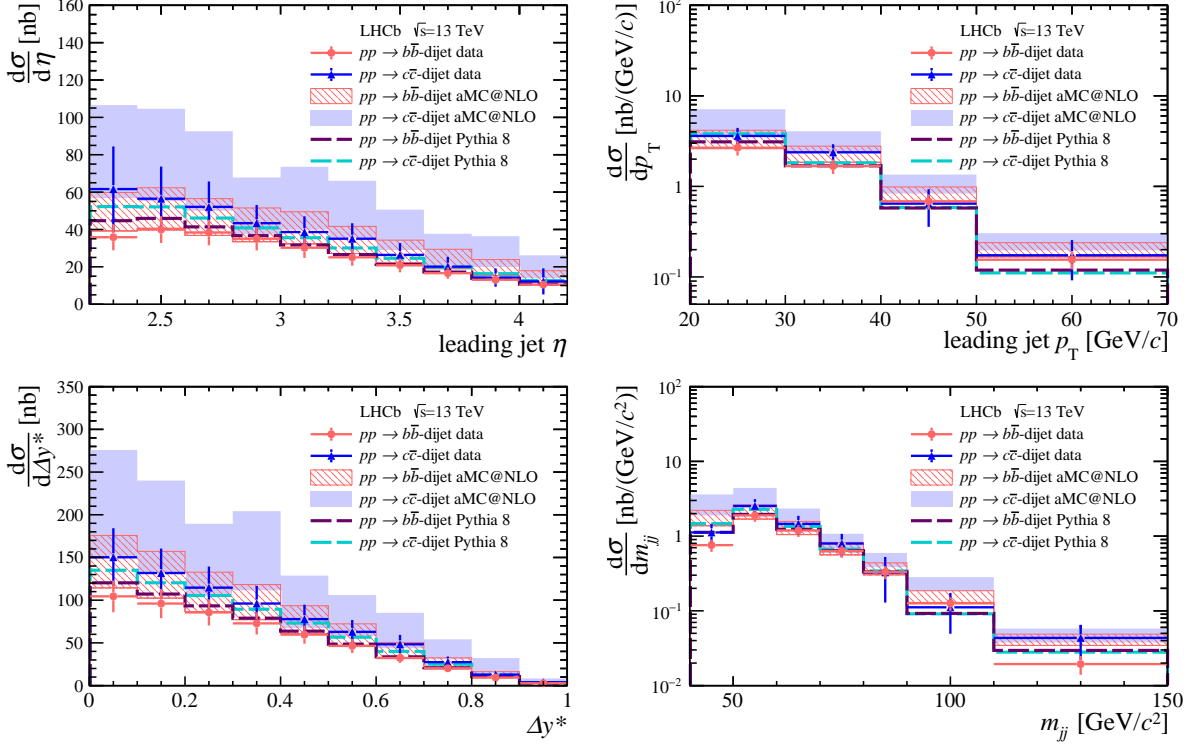 dσ/dη [nb]
160
140
120
100
80
60
40
20
0
LHCb √s=13 TeV
pp → bb̅-dijet data
pp → cc̅-dijet data
pp → bb̅-dijet aMC@NLO
pp → cc̅-dijet aMC@NLO
pp → bb̅-dijet Pythia 8
pp → cc̅-dijet Pythia 8
2.5 3 3.5 4
leading jet η
dσ/dp_T [nb/(GeV/c)]
10²
10
1
10⁻¹
LHCb √s=13 TeV
pp → bb̅-dijet data
pp → cc̅-dijet data
pp → bb̅-dijet aMC@NLO
pp → cc̅-dijet aMC@NLO
pp → bb̅-dijet Pythia 8
pp → cc̅-dijet Pythia 8
20 30 40 50 60 70
leading jet p_T [GeV/c]
dσ/dΔy* [nb]
350
300
250
200
150
100
50
0
LHCb √s=13 TeV
pp → bb̅-dijet data
pp → cc̅-dijet data
pp → bb̅-dijet aMC@NLO
pp → cc̅-dijet aMC@NLO
pp → bb̅-dijet Pythia 8
pp → cc̅-dijet Pythia 8
0 0.2 0.4 0.6 0.8 1
Δy*
dσ/dm_jj [nb/(GeV/c²)]
10²
10
1
10⁻¹
10⁻²
LHCb √s=13 TeV
pp → bb̅-dijet data
pp → cc̅-dijet data
pp → bb̅-dijet aMC@NLO
pp → cc̅-dijet aMC@NLO
pp → bb̅-dijet Pythia 8
pp → cc̅-dijet Pythia 8
50 100 150
m_jj [GeV/c²]